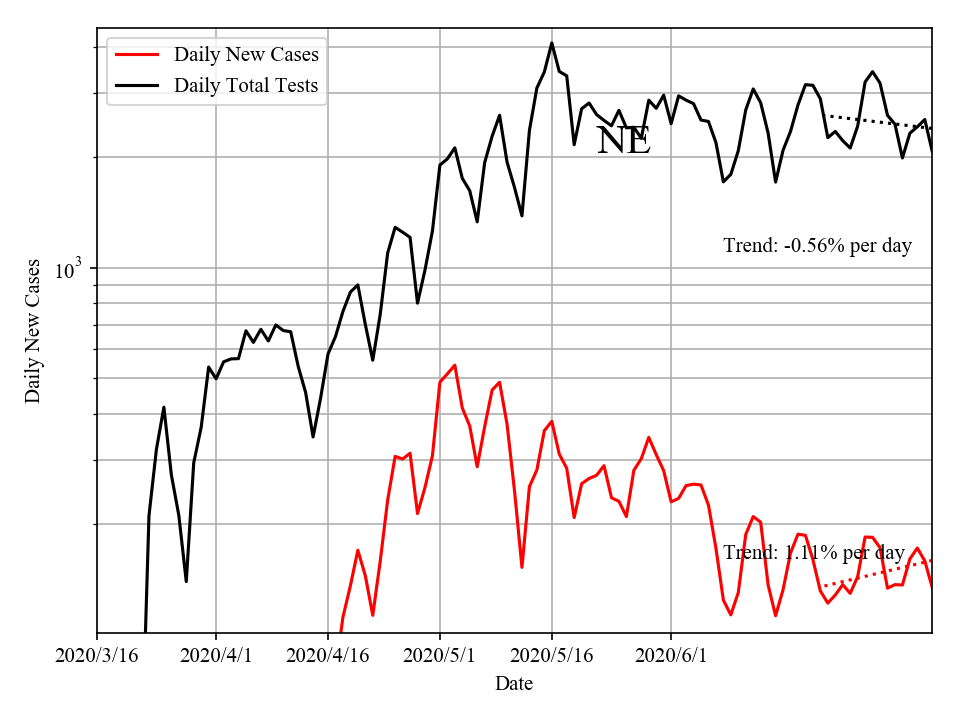 Daily New Cases
Daily Total Tests
NE
Trend: -0.56% per day
Trend: 1.11% per day
Daily New Cases
10^3
2020/3/16
2020/4/1
2020/4/16
2020/5/1
2020/5/16
2020/6/1
Date